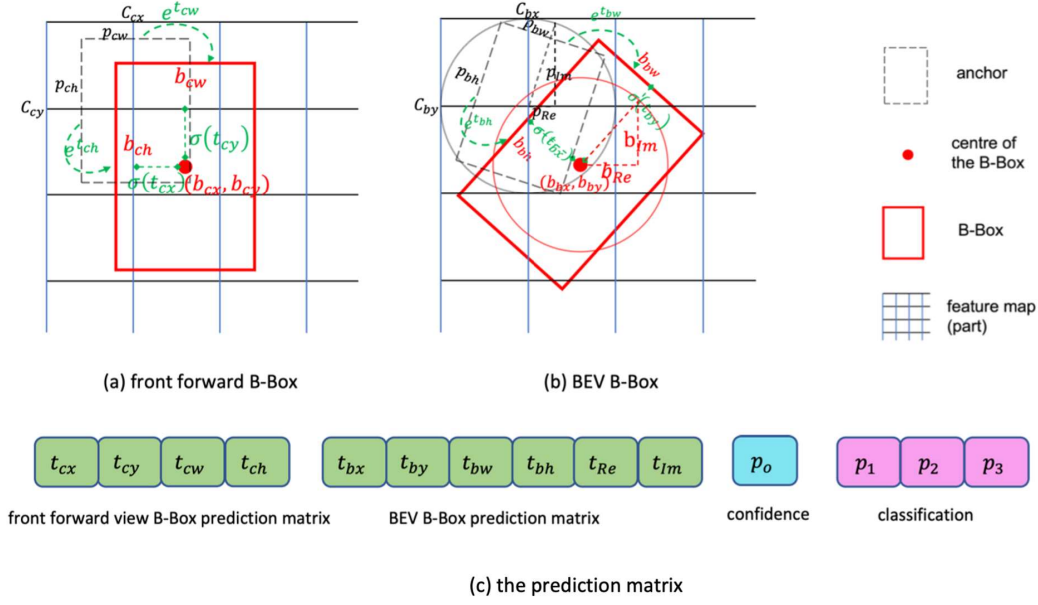 C_cx
e^{t_cw}
p_cw
p_ch
b_cw
C_cy
e^{t_ch}
b_ch
σ(t_cy)
σ(t_cx)
(b_cx, b_cy)
C_bx
e^{t_bw}
p_bw
b_bw
p_bh
p_Im
C_by
p_Re
σ(t_by)
e^{t_bh}
σ(t_bx)
b_bh
b_Im
b_Re
(b_bx, b_by)
anchor
centre of
the B-Box
B-Box
feature map
(part)
(a) front forward B-Box
(b) BEV B-Box
t_cx t_cy t_cw t_ch t_bx t_by t_bw t_bh t_Re t_Im p_o p_1 p_2 p_3
front forward view B-Box prediction matrix
BEV B-Box prediction matrix
confidence
classification
(c) the prediction matrix